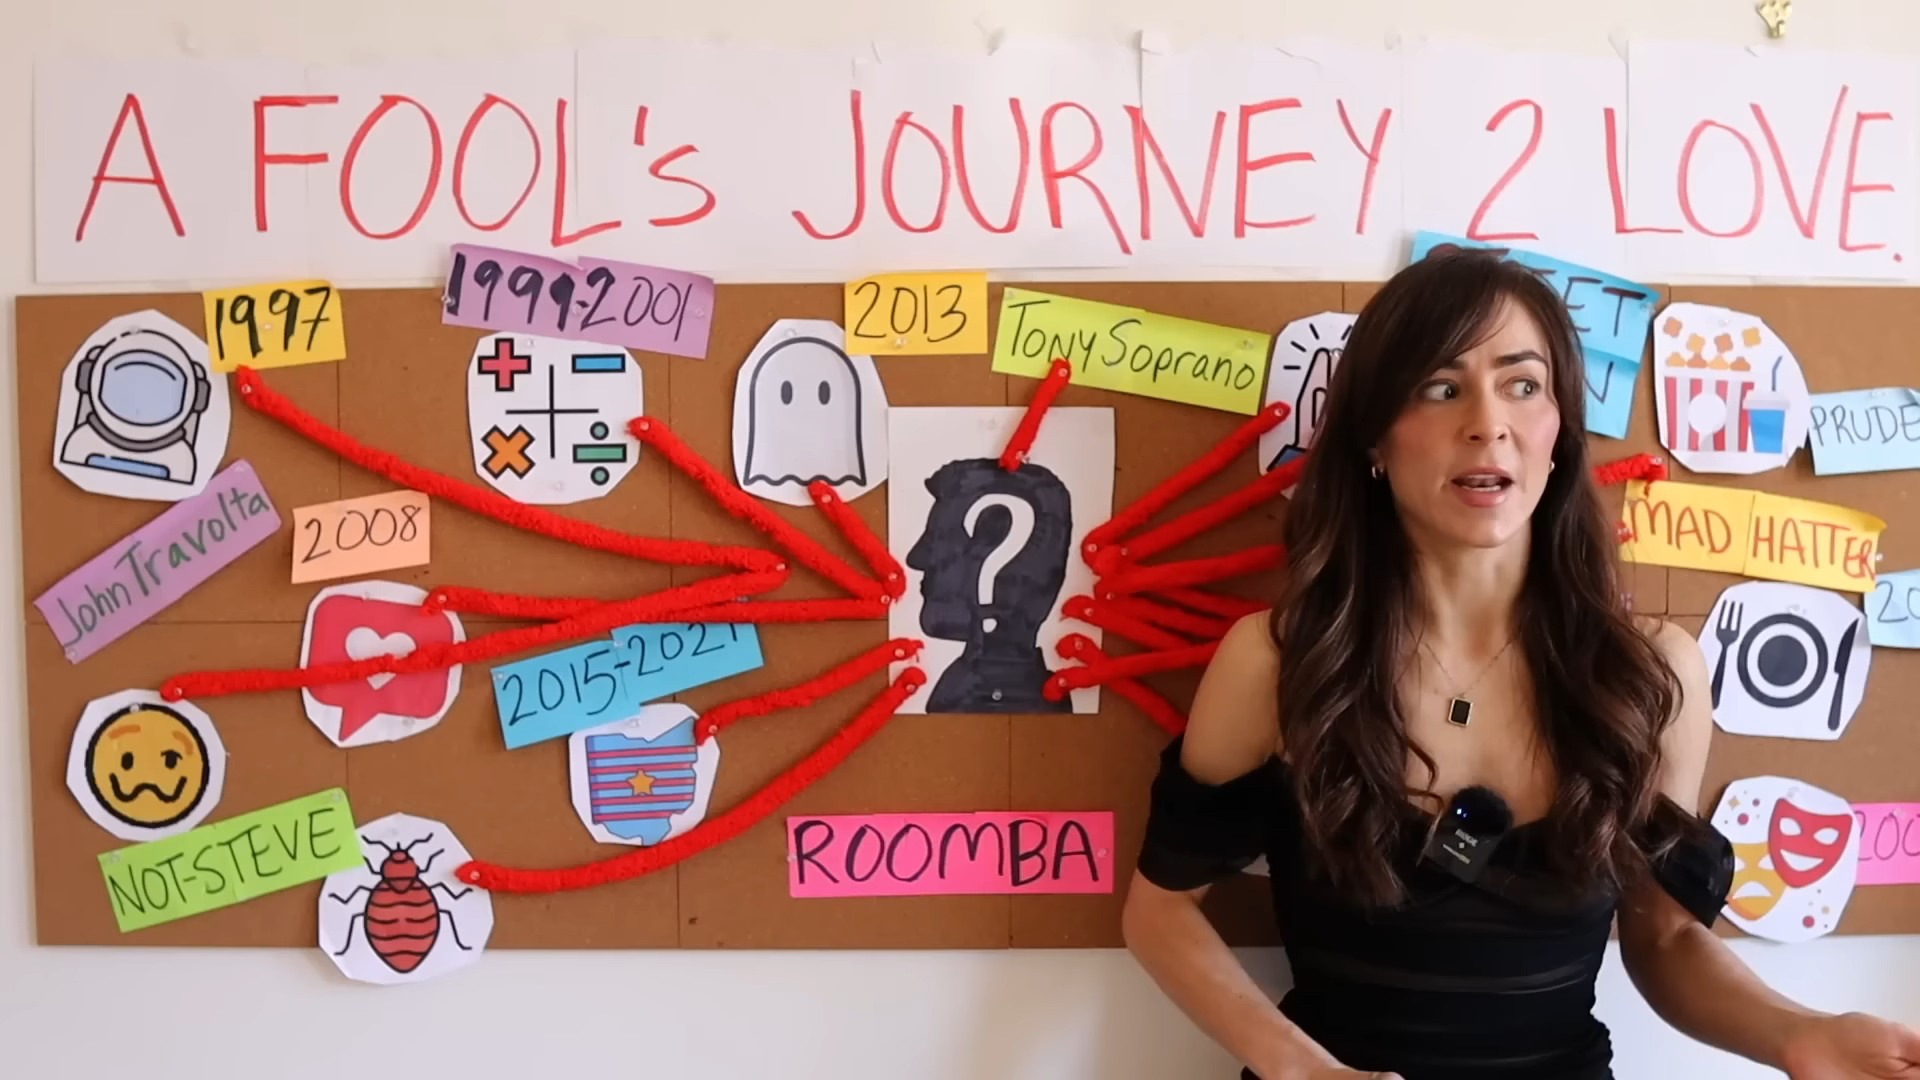 A FOOL's JOURNEY 2 LOVE.
1997
1999-2001
2013
Tony Soprano
PRUDE
John Travolta
2008
?
MAD HATTER
2015-2021
NOT-STEVE
ROOMBA